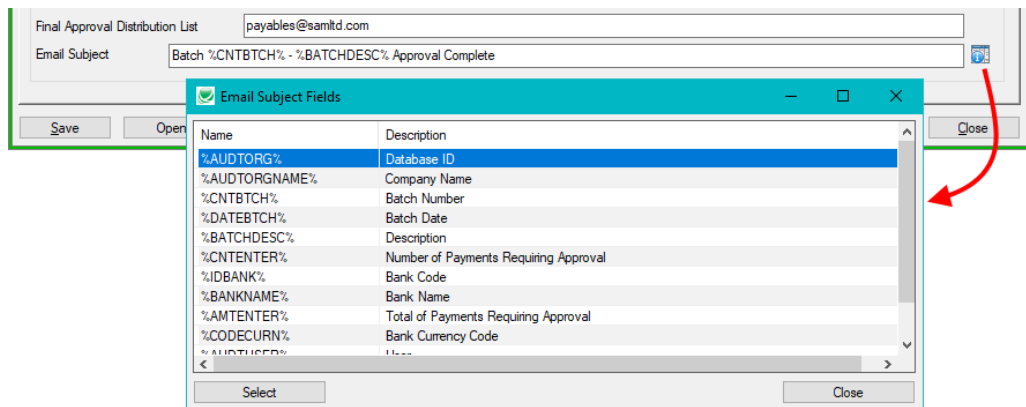 Final Approval Distribution List payables@samltd.com
Email Subject Batch %CNTBTCH% - %BATCHDESC% Approval Complete
Email Subject Fields
Save Open Close
Name Description
%AUDTORG% Database ID
%AUDTORGNAME% Company Name
%CNTBTCH% Batch Number
%DATEBTCH% Batch Date
%BATCHDESC% Description
%CNTENTER% Number of Payments Requiring Approval
%IDBANK% Bank Code
%BANKNAME% Bank Name
%AMTENTER% Total of Payments Requiring Approval
%CODECURN% Bank Currency Code
%AUDTUSER% User
Select Close